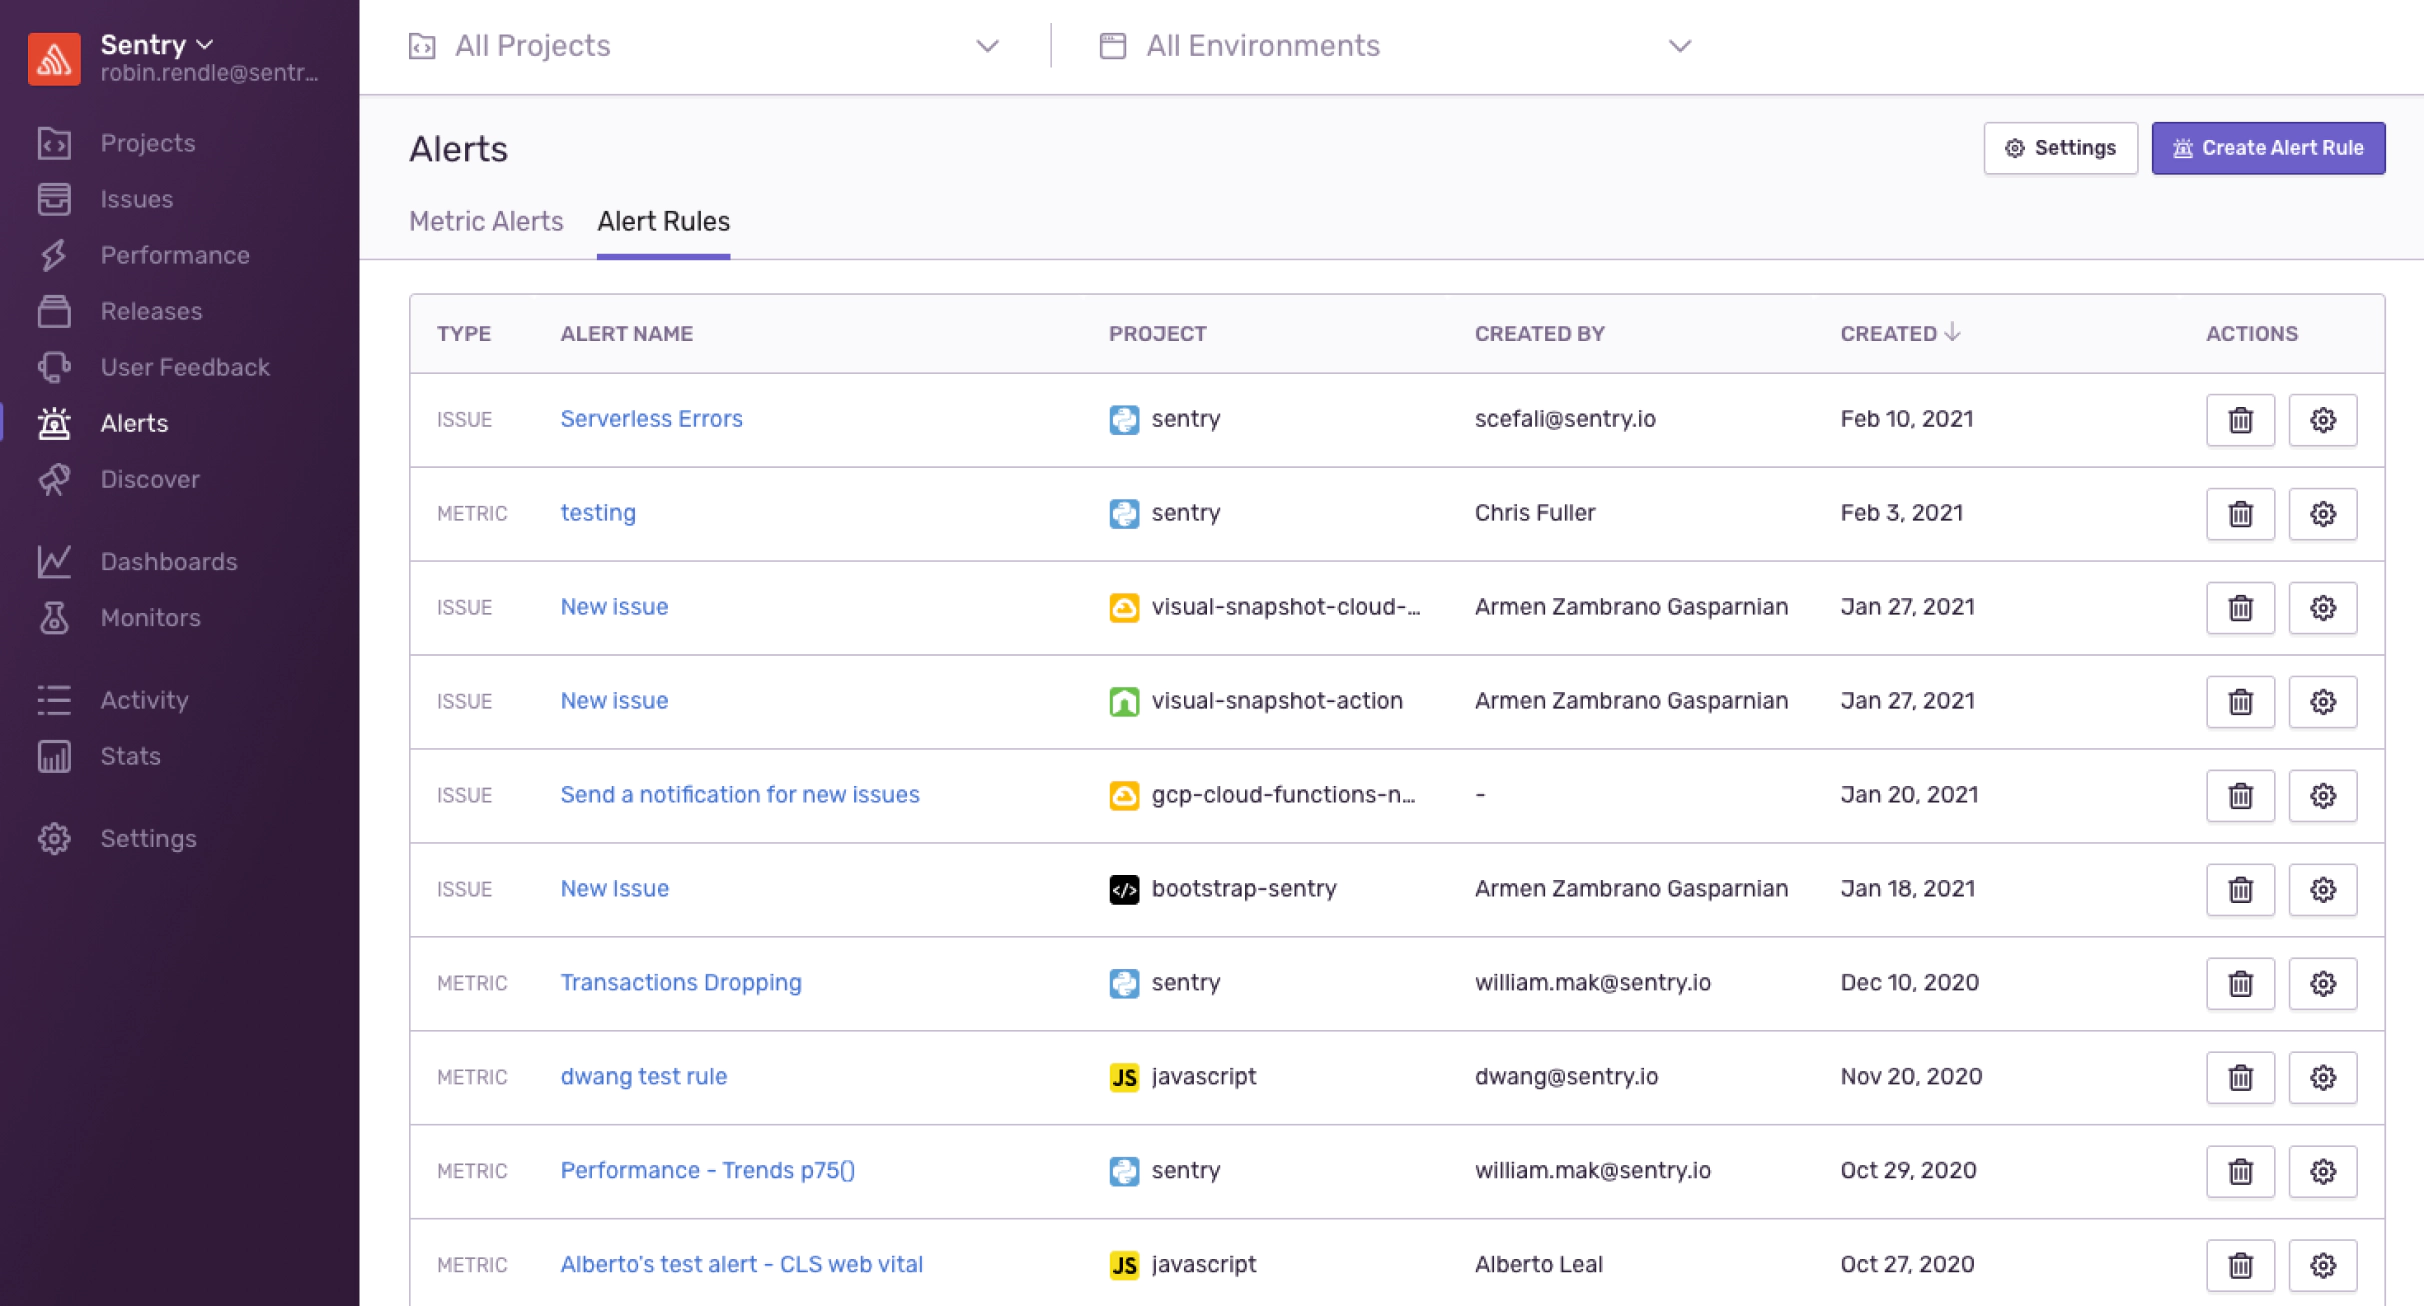 Sentry
robin.rendle@sentr...
Projects
Issues
Performance
Releases
User Feedback
Alerts
Discover
Dashboards
Monitors
Activity
Stats
Settings
All Projects
All Environments
Alerts
Settings
Create Alert Rule
Metric Alerts Alert Rules
TYPE ALERT NAME PROJECT CREATED BY CREATED ACTIONS
ISSUE Serverless Errors sentry scefali@sentry.io Feb 10, 2021
METRIC testing sentry Chris Fuller Feb 3, 2021
ISSUE New issue visual-snapshot-cloud-... Armen Zambrano Gasparnian Jan 27, 2021
ISSUE New issue visual-snapshot-action Armen Zambrano Gasparnian Jan 27, 2021
ISSUE Send a notification for new issues gcp-cloud-functions-n... - Jan 20, 2021
ISSUE New Issue </> bootstrap-sentry Armen Zambrano Gasparnian Jan 18, 2021
METRIC Transactions Dropping sentry william.mak@sentry.io Dec 10, 2020
METRIC dwang test rule JS javascript dwang@sentry.io Nov 20, 2020
METRIC Performance - Trends p75() sentry william.mak@sentry.io Oct 29, 2020
METRIC Alberto's test alert - CLS web vital JS javascript Alberto Leal Oct 27, 2020